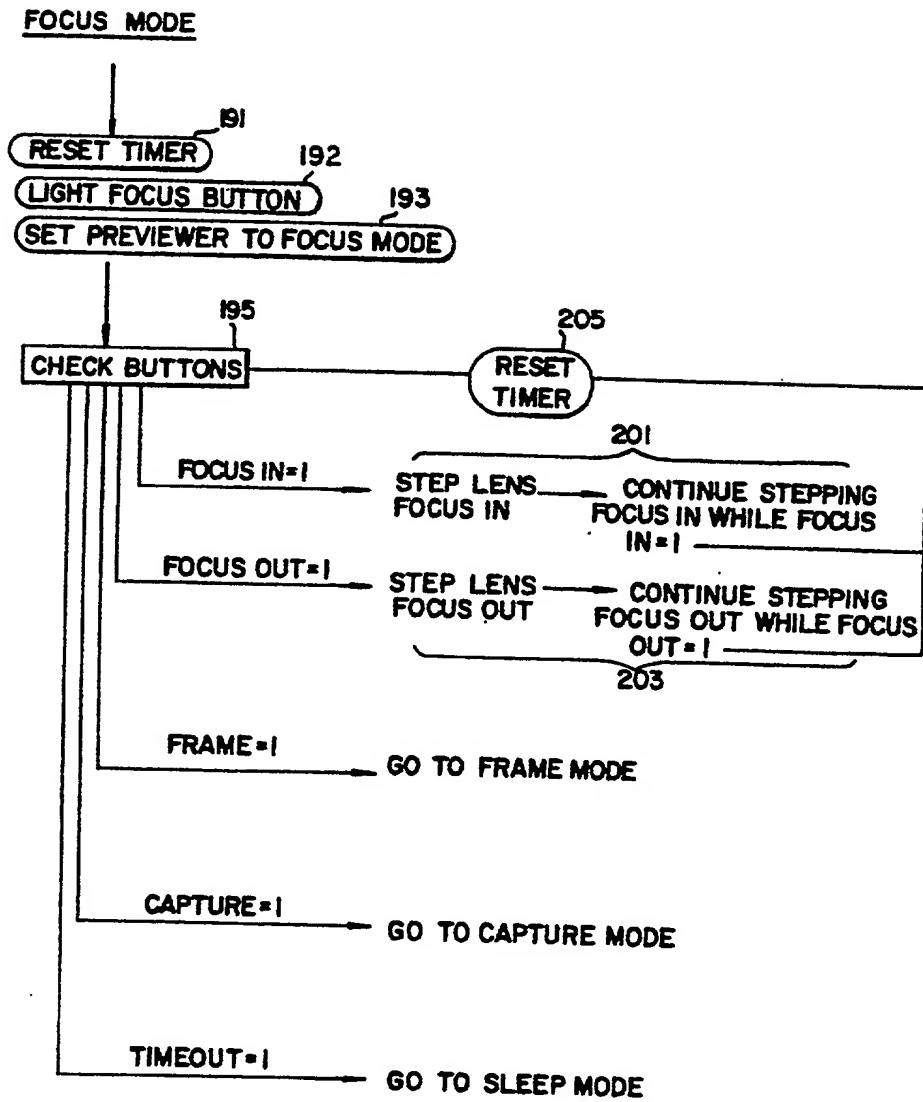 FOCUS MODE
191
RESET TIMER
192
LIGHT FOCUS BUTTON
193
SET PREVIEWER TO FOCUS MODE
195
CHECK BUTTONS
205
RESET
TIMER
201
FOCUS IN=1
STEP LENS
FOCUS IN
CONTINUE STEPPING
FOCUS IN WHILE FOCUS
IN=1
FOCUS OUT=1
STEP LENS
FOCUS OUT
CONTINUE STEPPING
FOCUS OUT WHILE FOCUS
OUT=1
203
FRAME=1
GO TO FRAME MODE
CAPTURE=1
GO TO CAPTURE MODE
TIMEOUT=1
GO TO SLEEP MODE